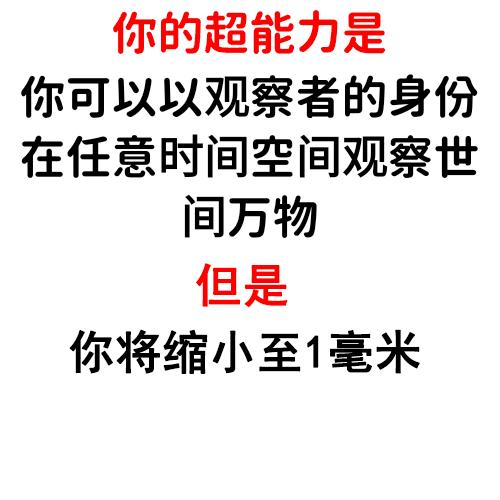 你的超能力是
你可以以观察者的身份
在任意时间空间观察世
间万物
但是
你将缩小至1毫米